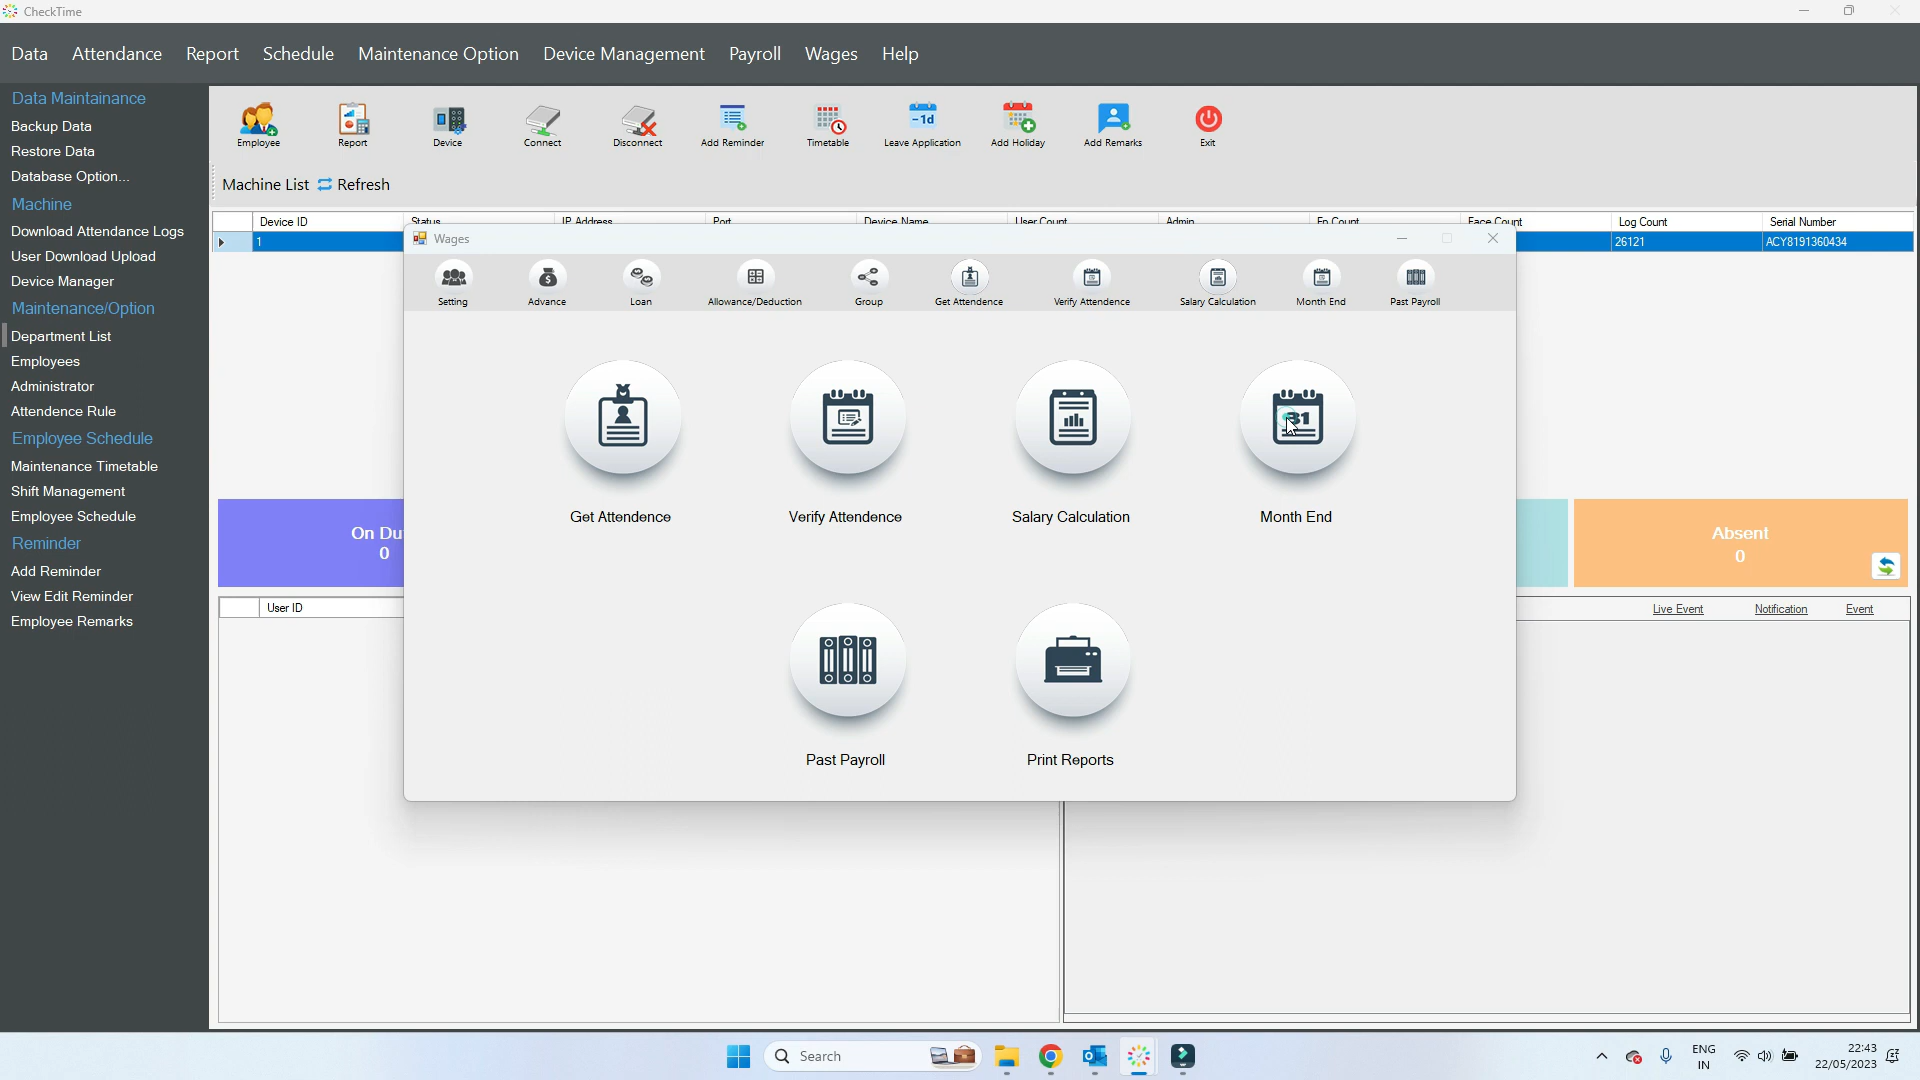 CheckTime
Data Attendance Report Schedule Maintenance Option Device Management Payroll Wages Help
Data Maintainance
Backup Data
Restore Data
Database Option...
Machine
Download Attendance Logs
User Download Upload
Device Manager
Maintenance/Option
Department List
Employees
Administrator
Attendence Rule
Employee Schedule
Maintenance Timetable
Shift Management
Employee Schedule
Reminder
Add Reminder
View Edit Reminder
Employee Remarks
Employee Report Device Connect Disconnect Add Reminder Timetable Leave Application Add Holiday Add Remarks Exit
-1d
Machine List Refresh
Device ID Status IP Address Port Device Name User Count Admin Fp Count Face Count Log Count Serial Number
1 26121 ACY8191360434
Wages
Setting Advance Loan Allowance/Deduction Group Get Attendence Verify Attendence Salary Calculation Month End Past Payroll
31
Get Attendence Verify Attendence Salary Calculation Month End
Past Payroll Print Reports
On Du
0
Absent
0
User ID
Live Event Notification Event
Search
ENG
IN
22:43
22/05/2023